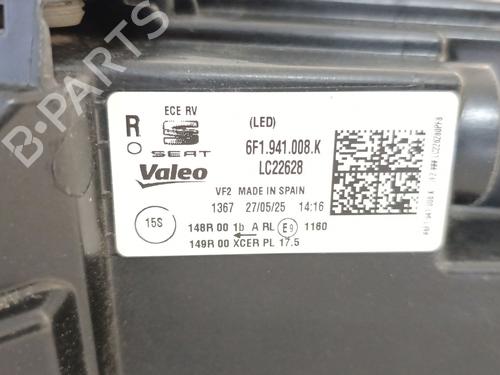 ECE RV
R
(LED)
SEAT
6F1.941.008.K
Valeo
LC22628
VF2 MADE IN SPAIN
1367 27/05/25 14:16
15S
148R 00 1b A RL E9 1160
149R 00 XCER PL 17.5
B-PARTS